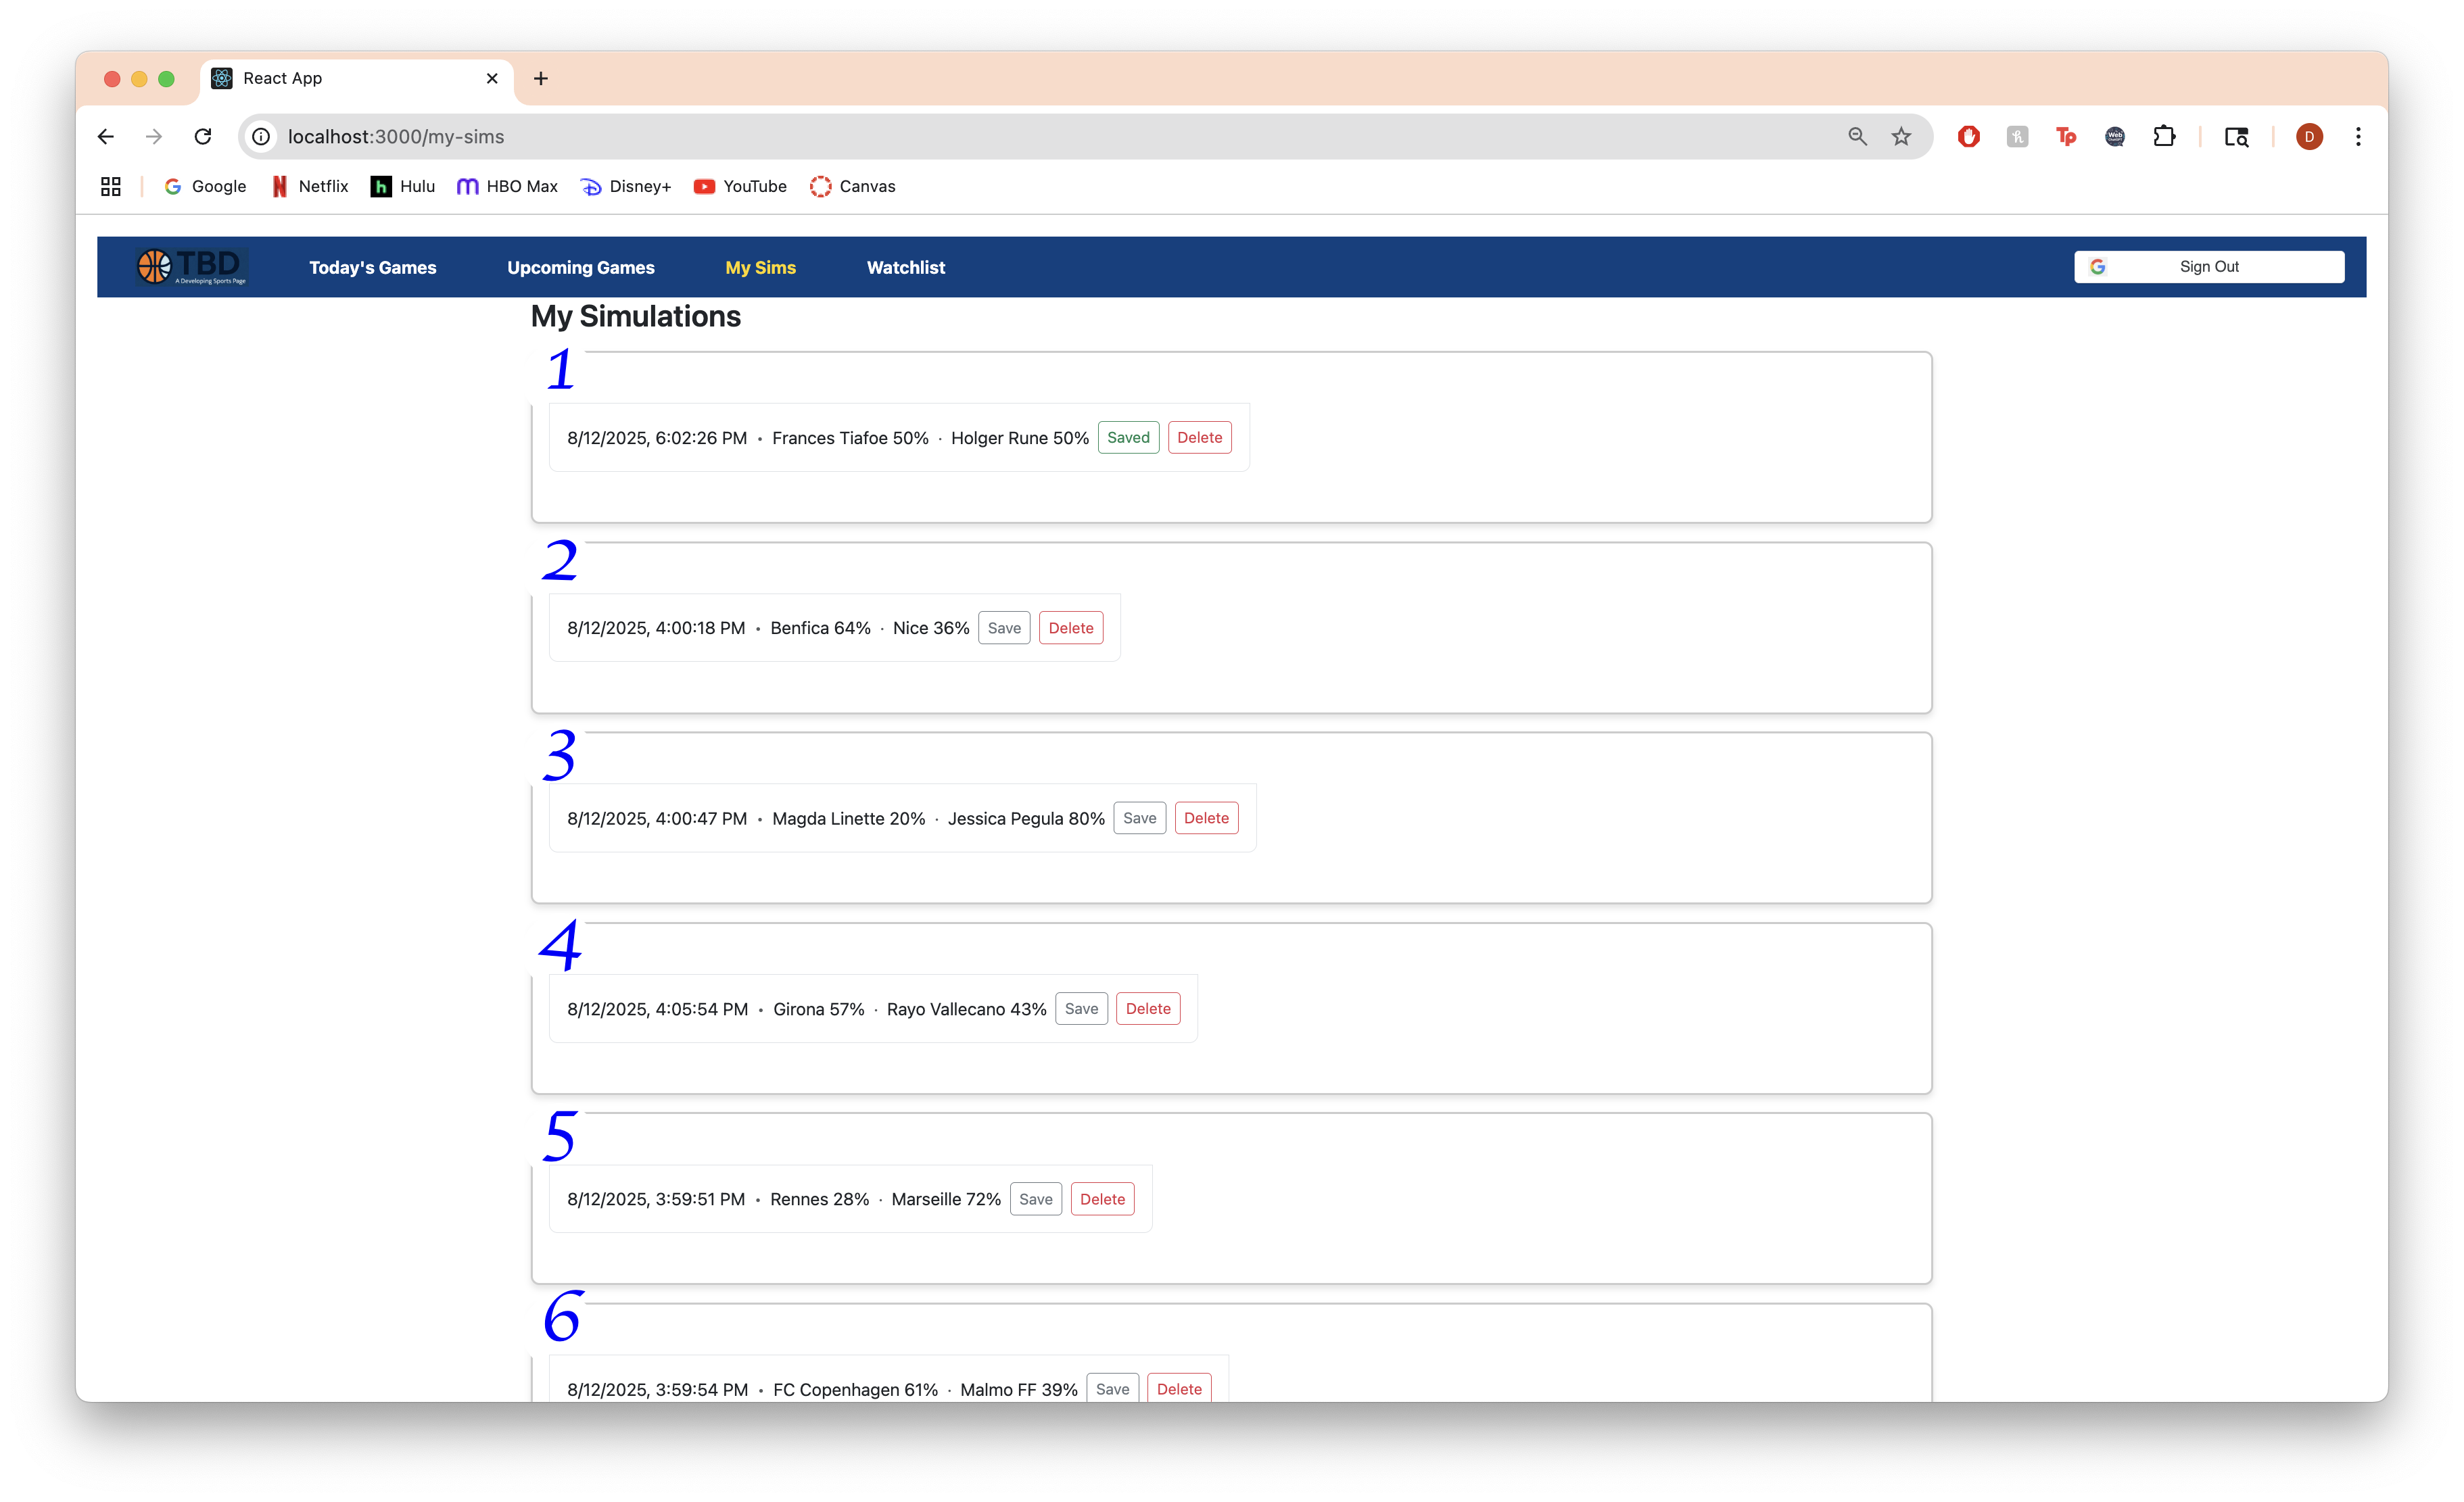 React App
localhost:3000/my-sims
Google Netflix Hulu HBO Max Disney+ YouTube Canvas
TBD Today's Games Upcoming Games My Sims Watchlist Sign Out
A Developing Sports Page
My Simulations
1
8/12/2025, 6:02:26 PM • Frances Tiafoe 50% · Holger Rune 50% Saved Delete
2
8/12/2025, 4:00:18 PM • Benfica 64% · Nice 36% Save Delete
3
8/12/2025, 4:00:47 PM • Magda Linette 20% · Jessica Pegula 80% Save Delete
4
8/12/2025, 4:05:54 PM • Girona 57% · Rayo Vallecano 43% Save Delete
5
8/12/2025, 3:59:51 PM • Rennes 28% · Marseille 72% Save Delete
6
8/12/2025, 3:59:54 PM • FC Copenhagen 61% · Malmo FF 39% Save Delete